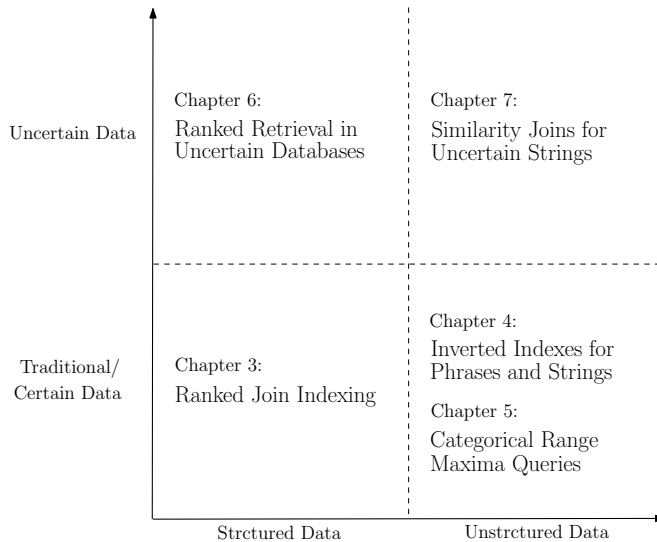 Chapter 6:
Ranked Retrieval in
Uncertain Databases
Chapter 7:
Similarity Joins for
Uncertain Strings
Uncertain Data
Chapter 3:
Ranked Join Indexing
Chapter 4:
Inverted Indexes for
Phrases and Strings
Chapter 5:
Categorical Range
Maxima Queries
Traditional/
Certain Data
Strctured Data
Unstrctured Data